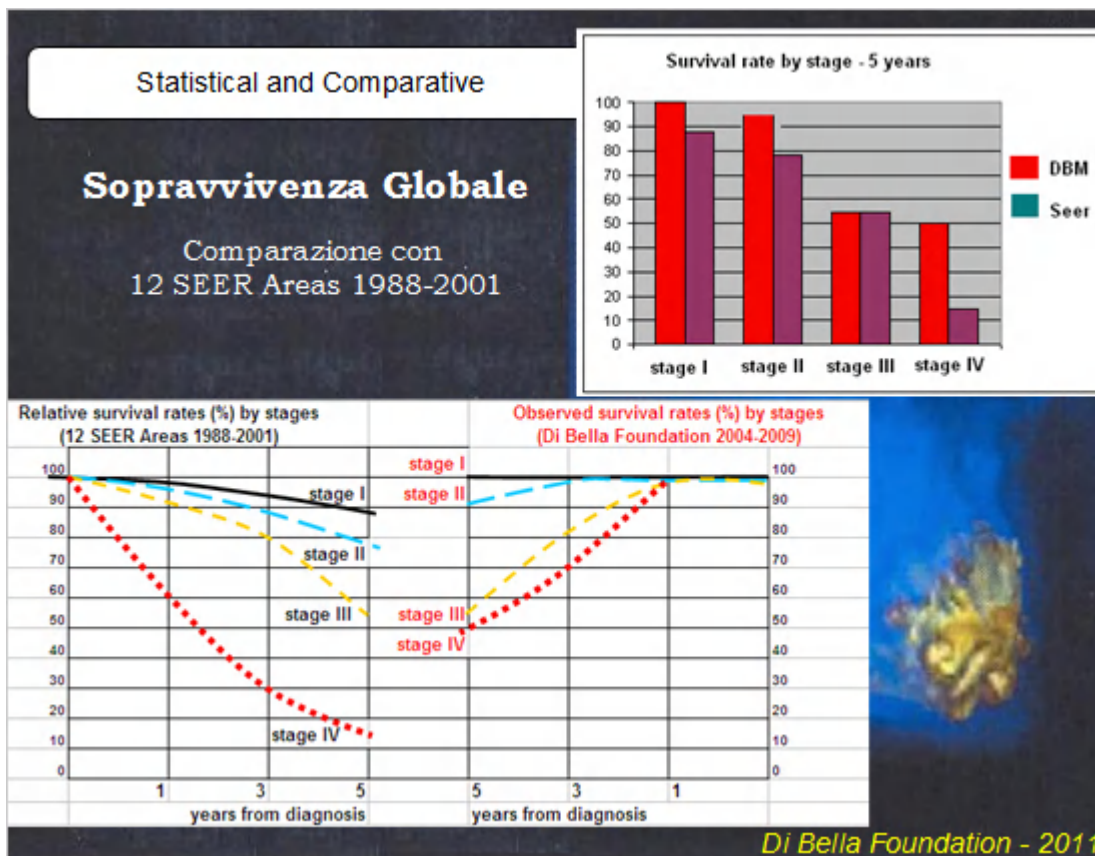 Statistical and Comparative
Sopravvivenza Globale
Comparazione con
12 SEER Areas 1988-2001
Survival rate by stage - 5 years
100
90
80
70
60
50
40
30
20
10
0
stage I stage II stage III stage IV
DBM
Seer
Relative survival rates (%) by stages
(12 SEER Areas 1988-2001)
100
90
80
70
60
50
40
30
20
10
0
stage I
stage II
stage III
stage IV
1 3 5
years from diagnosis
Observed survival rates (%) by stages
(Di Bella Foundation 2004-2009)
stage I
stage II
stage III
stage IV
100
90
80
70
60
50
40
30
20
10
0
5 3 1
years from diagnosis
Di Bella Foundation - 2011